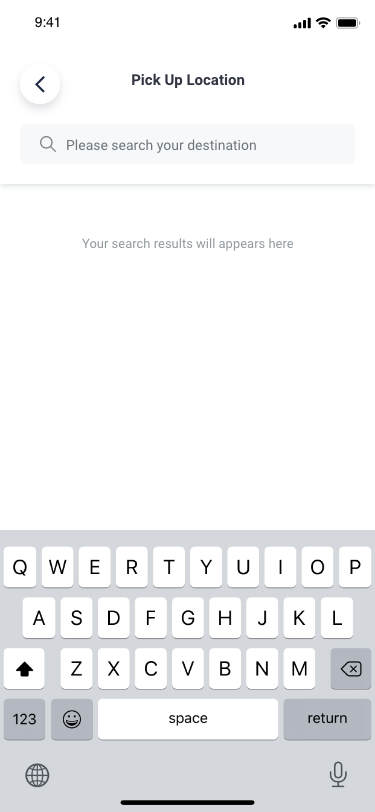 9:41
Pick Up Location
Please search your destination
Your search results will appears here
Q W E R T Y U I O P
A S D F G H J K L
Z X C V B N M
123 space return